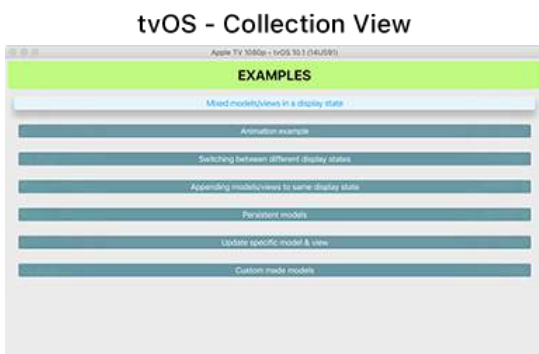 tvOS - Collection View
Apple TV 1080p - tvOS 10.1 (14U591)
EXAMPLES
Mixed models/views in a display state
Animation example
Switching between different display states
Appending models/views to same display state
Persistent models
Update specific model & view
Custom made models